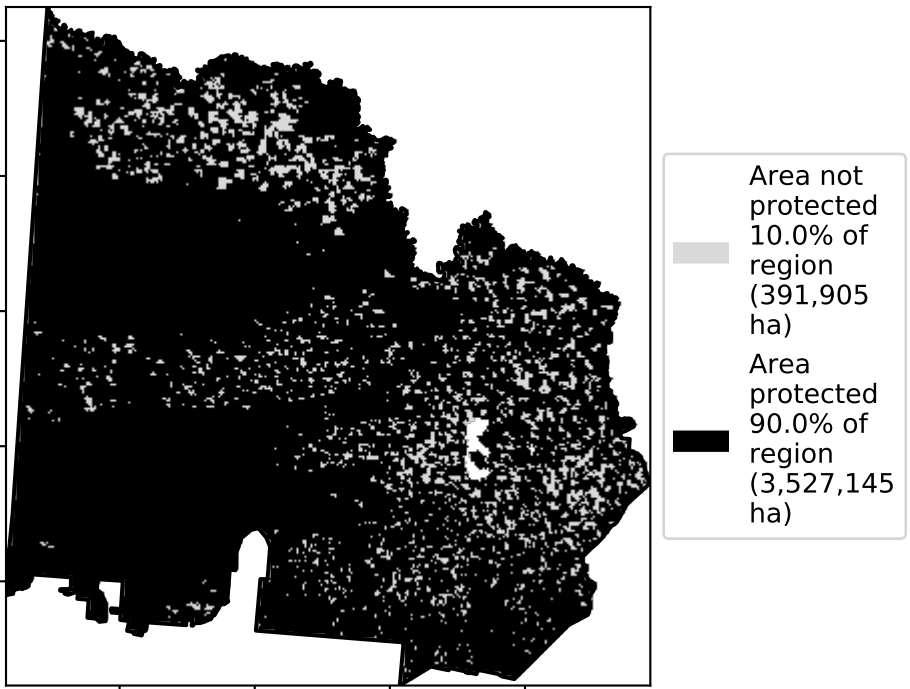 Area not
protected
10.0% of
region
(391,905
ha)
Area
protected
90.0% of
region
(3,527,145
ha)